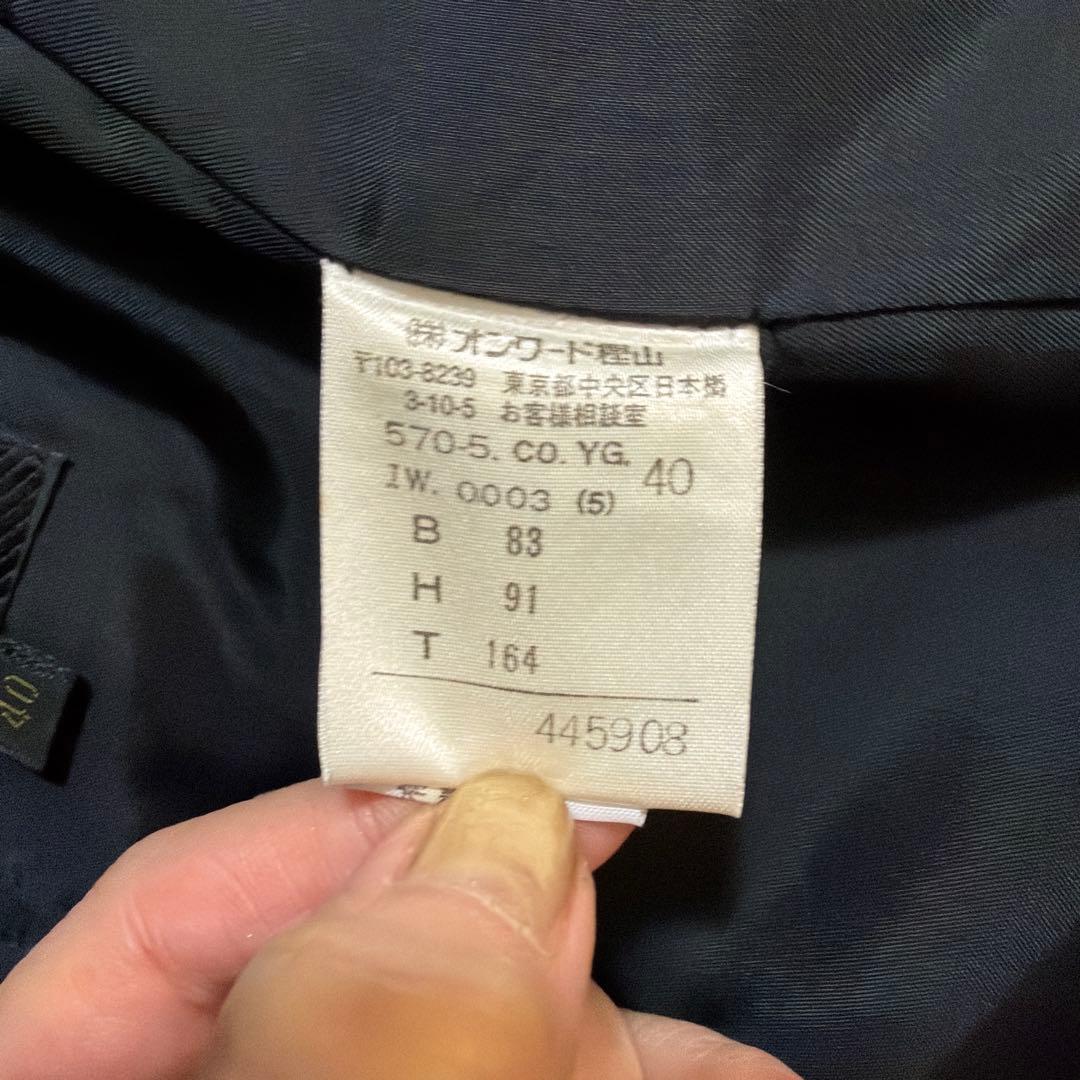 (株)オンワード樫山
〒103-8239 東京都中央区日本橋
3-10-5 お客様相談室
570-5. CO. YG. 40
IW. 0003 (5)
B 83
H 91
T 164
445908
40